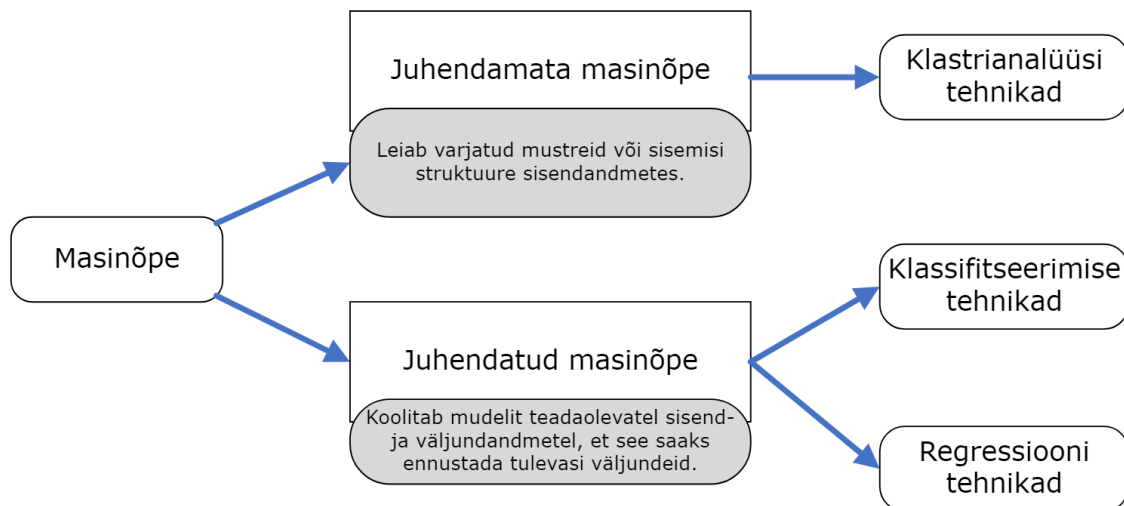 Masinõpe
Juhendamata masinõpe
Leiab varjatud mustreid või sisemisi
struktuure sisendandmetes.
Klastrianalüüsi
tehnikad
Juhendatud masinõpe
Koolitab mudelit teadaolevatel sisend-
ja väljundandmetel, et see saaks
ennustada tulevasi väljundeid.
Klassifitseerimise
tehnikad
Regressiooni
tehnikad